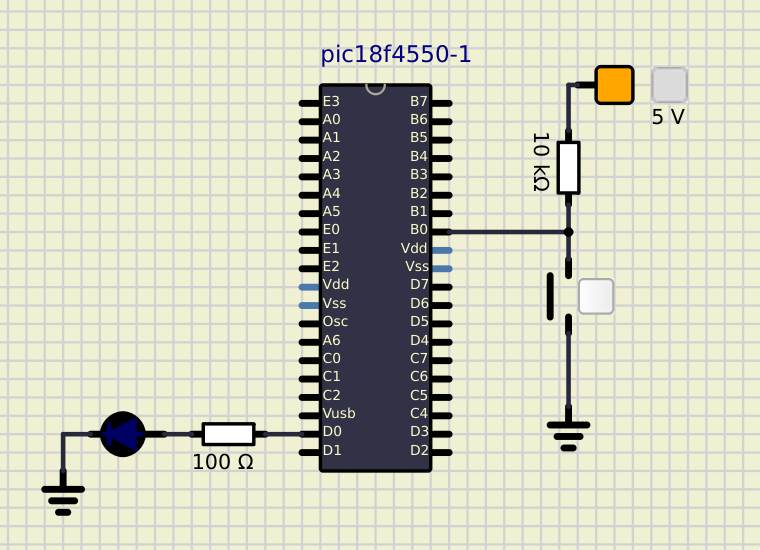 pic18f4550-1
5 V
10 kΩ
E3 B7
A0 B6
A1 B5
A2 B4
A3 B3
A4 B2
A5 B1
E0 B0
E1 Vdd
E2 Vss
Vdd D7
Vss D6
Osc D5
A6 D4
C0 C7
C1 C6
C2 C5
Vusb C4
D0 D3
D1 D2
100 Ω